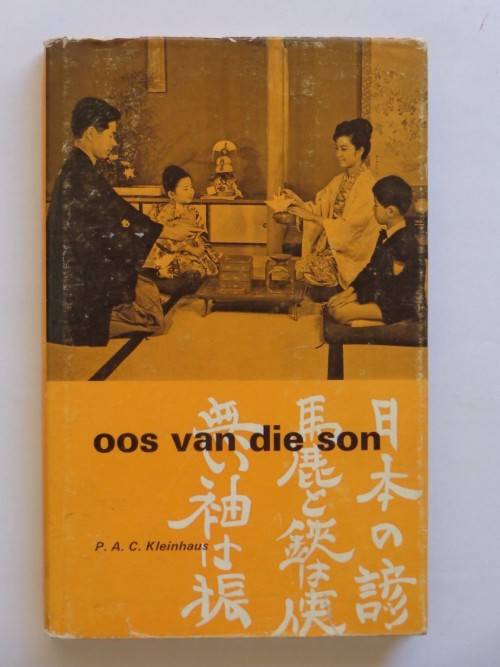 oos van die son
P. A. C. Kleinhaus
日本の諺
馬鹿と鋏は使
無い袖は振